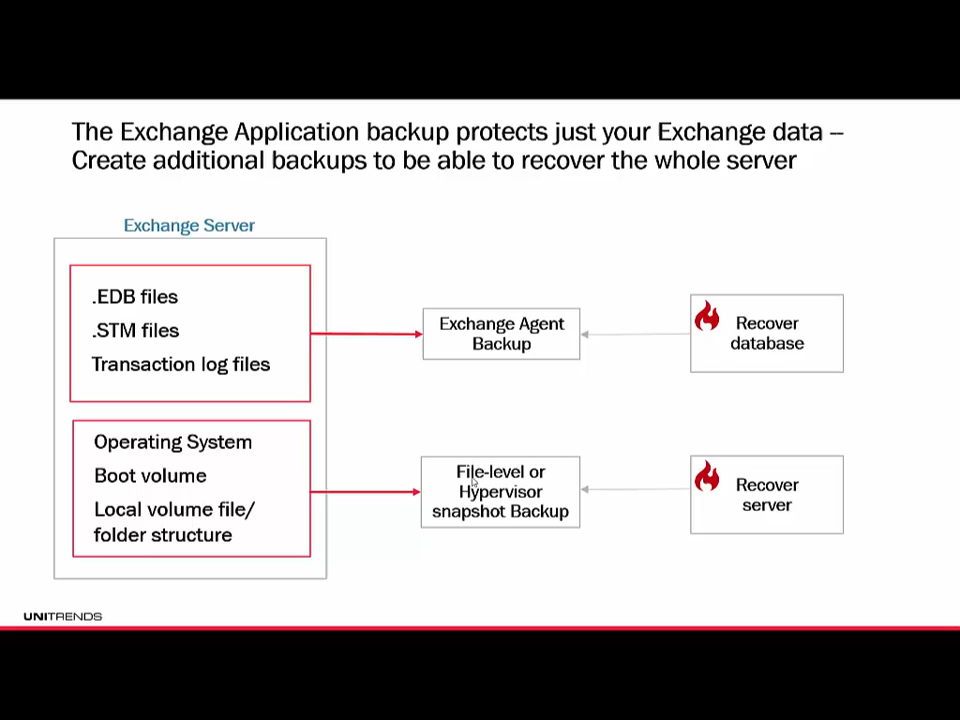 The Exchange Application backup protects just your Exchange data –
Create additional backups to be able to recover the whole server
Exchange Server
.EDB files
.STM files
Transaction log files
Exchange Agent
Backup
Recover
database
Operating System
Boot volume
Local volume file/
folder structure
File-level or
Hypervisor
snapshot Backup
Recover
server
UNITRENDS